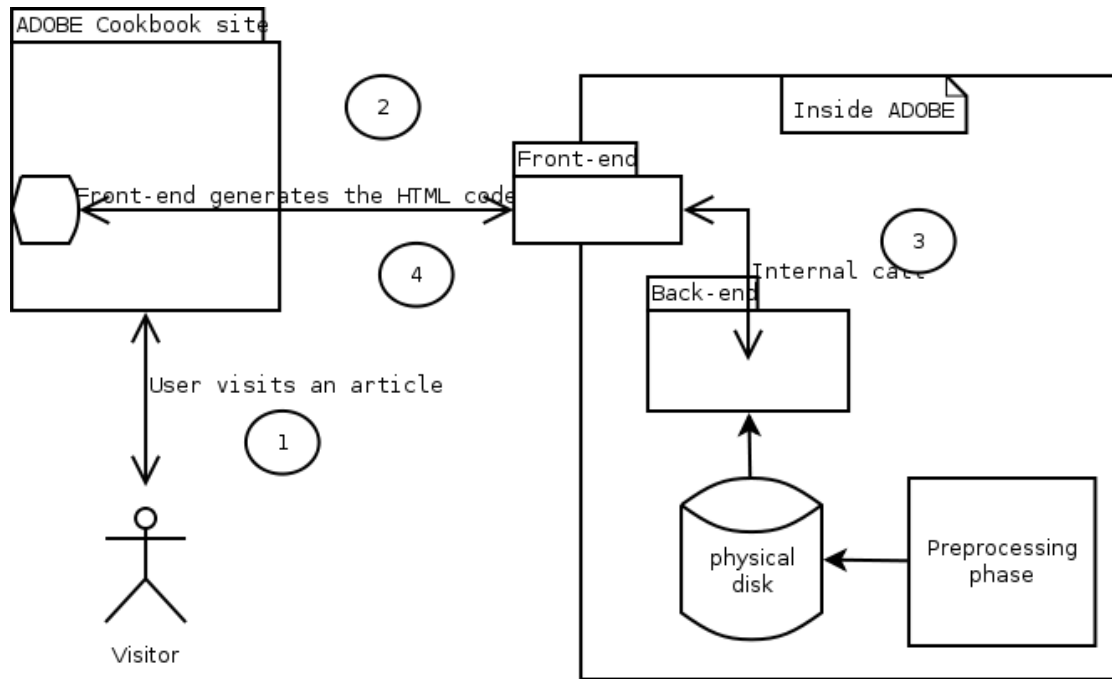 ADOBE Cookbook site
2
Inside ADOBE
Front-end
Front-end generates the HTML code
3
4
Internal call
Back-end
User visits an article
1
physical
disk
Preprocessing
phase
Visitor